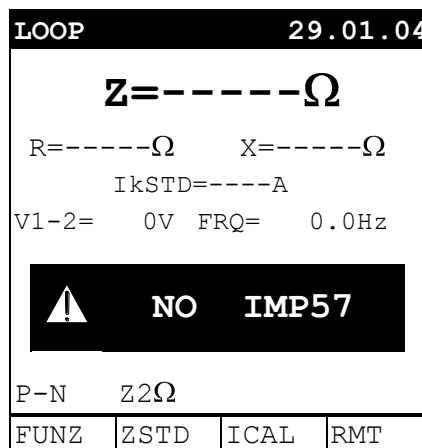 LOOP 29.01.04
Z=-----Ω
R=-----Ω X=-----Ω
IkSTD=----A
V1-2= 0V FRQ= 0.0Hz
NO IMP57
P-N Z2Ω
FUNZ ZSTD ICAL RMT